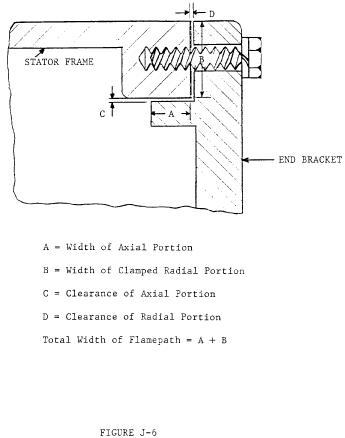 D
STATOR FRAME
B
C
A
END BRACKET
A = Width of Axial Portion
B = Width of Clamped Radial Portion
C = Clearance of Axial Portion
D = Clearance of Radial Portion
Total Width of Flamepath = A + B
FIGURE J-6